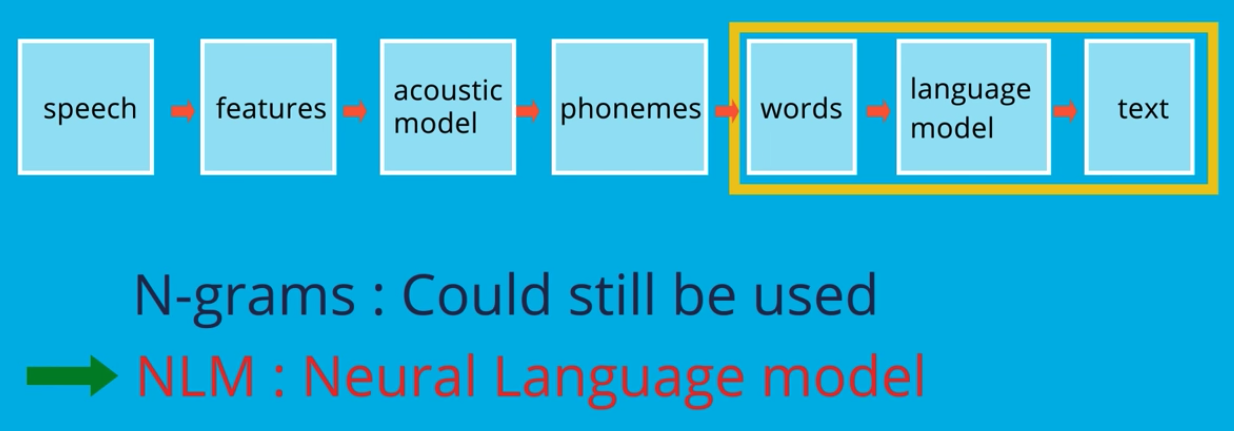 speech
features
acoustic
model
phonemes
words
language
model
text
N-grams : Could still be used
NLM : Neural Language model